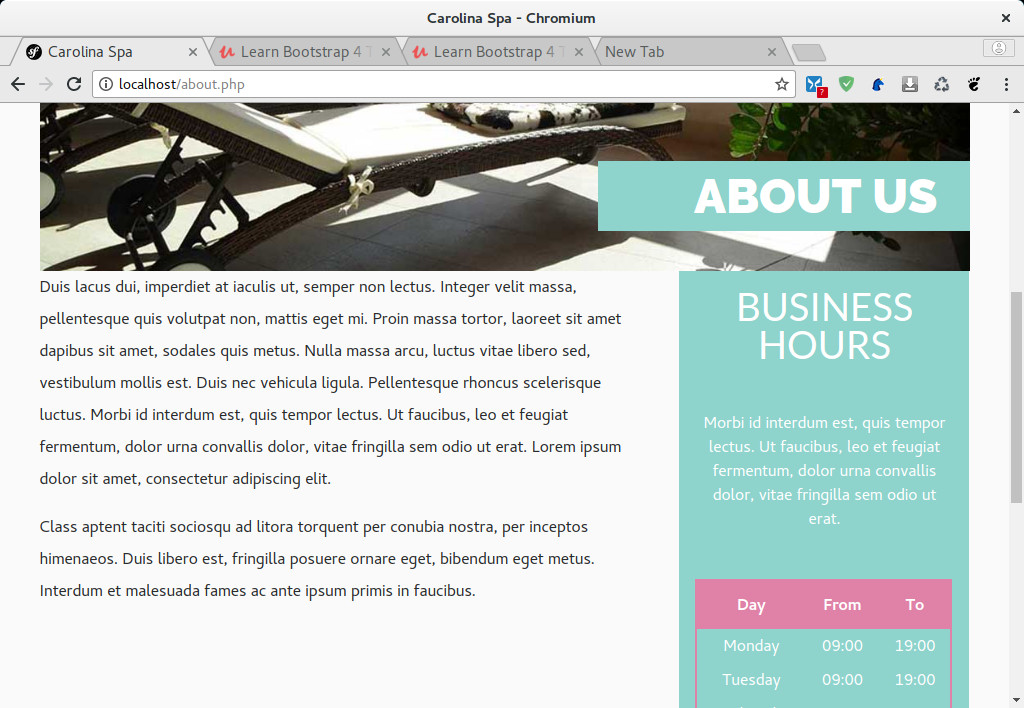 Carolina Spa - Chromium
Carolina Spa
Learn Bootstrap 4 T
Learn Bootstrap 4 T
New Tab
localhost/about.php
?
ABOUT US
Duis lacus dui, imperdiet at iaculis ut, semper non lectus. Integer velit massa,
pellentesque quis volutpat non, mattis eget mi. Proin massa tortor, laoreet sit amet
dapibus sit amet, sodales quis metus. Nulla massa arcu, luctus vitae libero sed,
vestibulum mollis est. Duis nec vehicula ligula. Pellentesque rhoncus scelerisque
luctus. Morbi id interdum est, quis tempor lectus. Ut faucibus, leo et feugiat
fermentum, dolor urna convallis dolor, vitae fringilla sem odio ut erat. Lorem ipsum
dolor sit amet, consectetur adipiscing elit.
Class aptent taciti sociosqu ad litora torquent per conubia nostra, per inceptos
himenaeos. Duis libero est, fringilla posuere ornare eget, bibendum eget metus.
Interdum et malesuada fames ac ante ipsum primis in faucibus.
BUSINESS
HOURS
Morbi id interdum est, quis tempor
lectus. Ut faucibus, leo et feugiat
fermentum, dolor urna convallis
dolor, vitae fringilla sem odio ut
erat.
Day From To
Monday 09:00 19:00
Tuesday 09:00 19:00